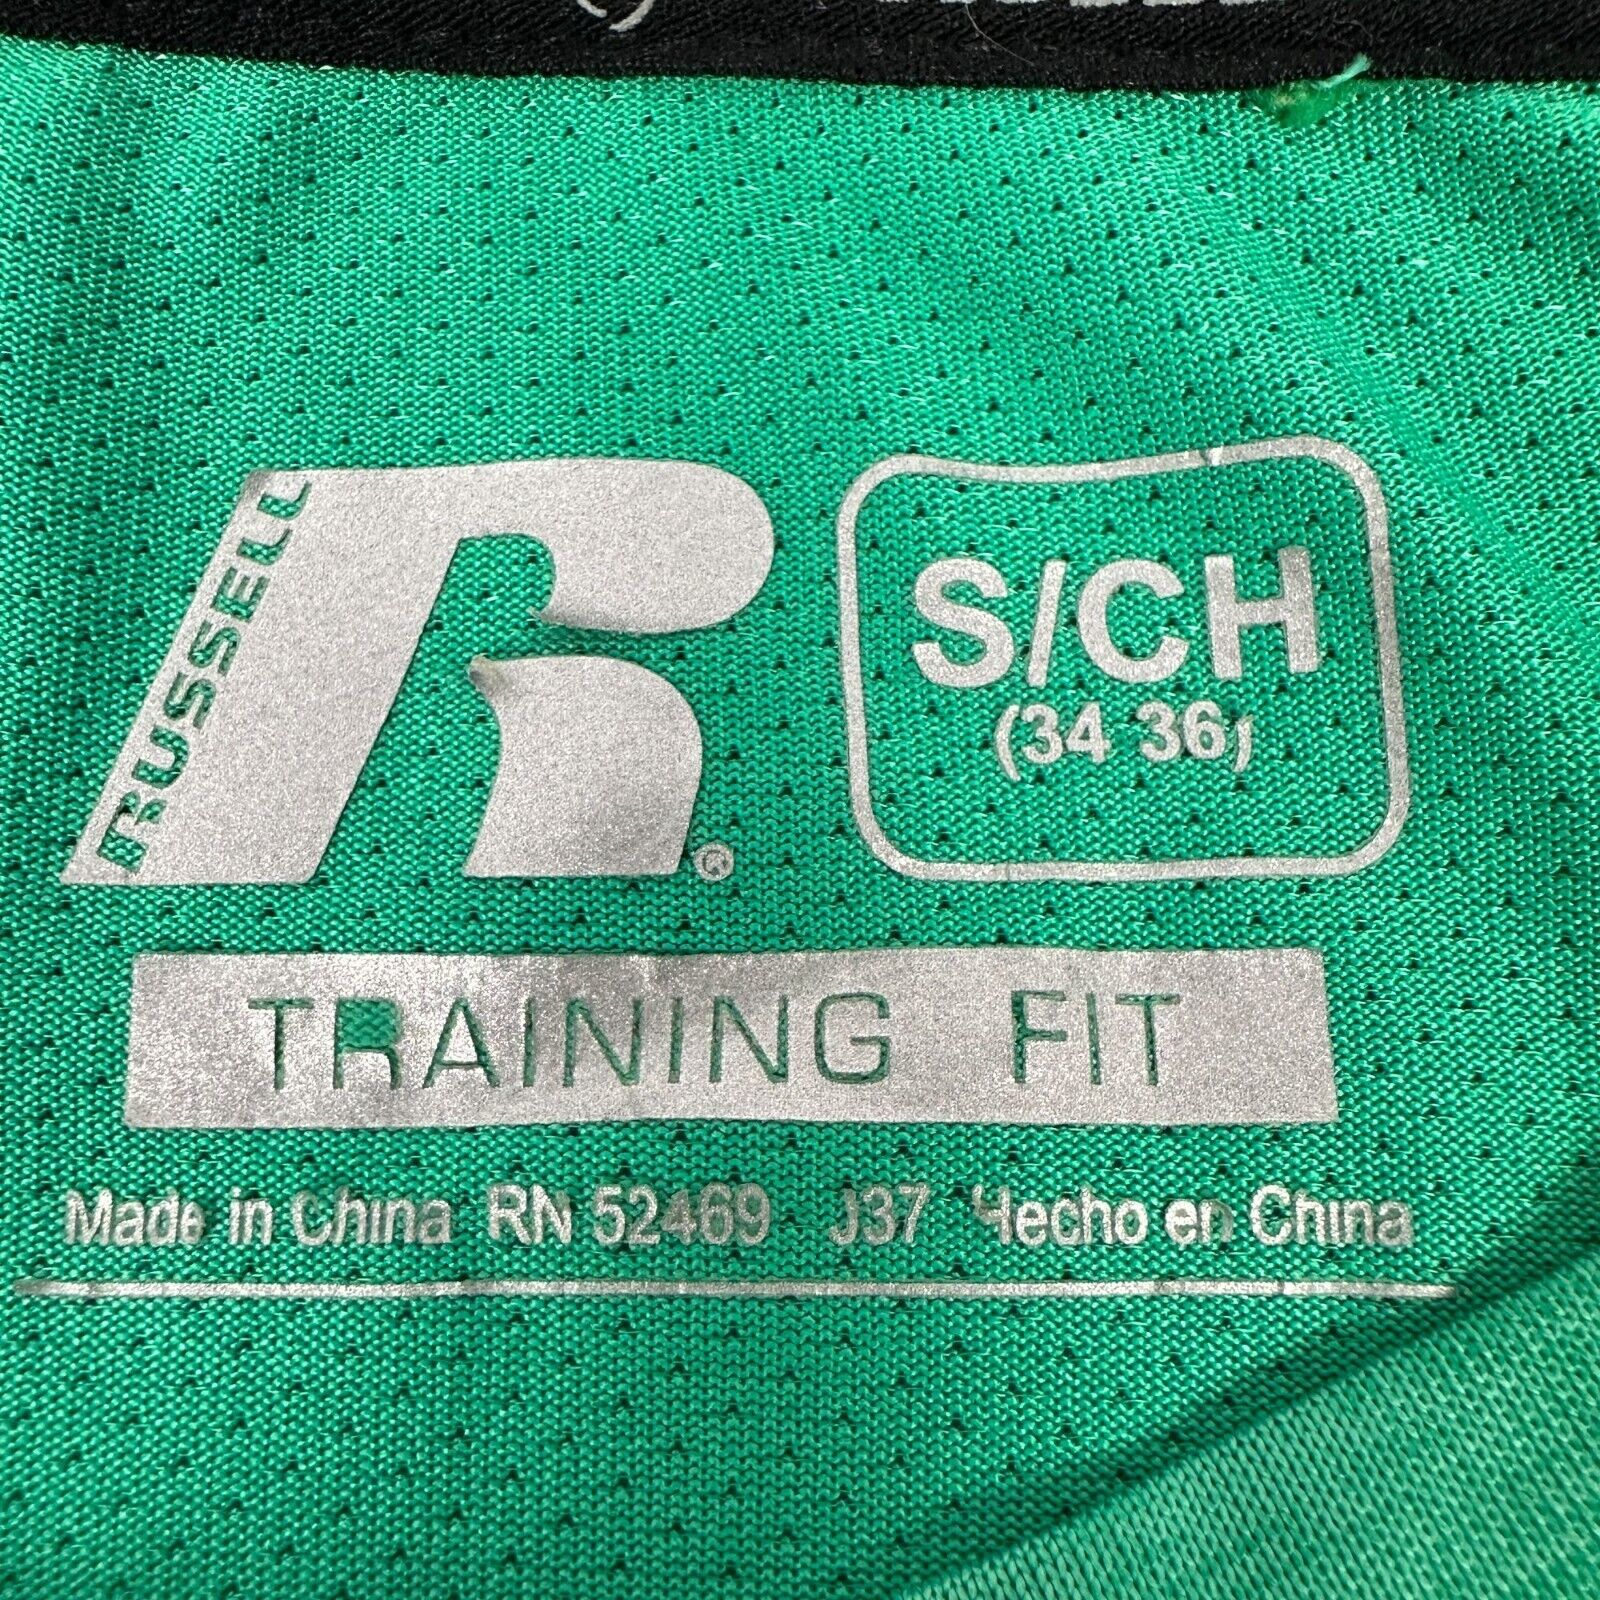 RUSSELL
®
S/CH
(34 36)
TRAINING FIT
Made in China RN 52469 J37 Hecho en China